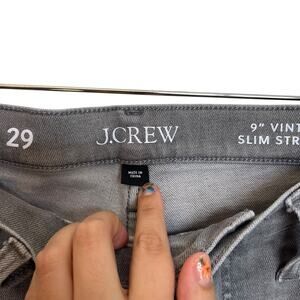 29
J.CREW
9" VINT
SLIM STR
MADE IN
CHINA